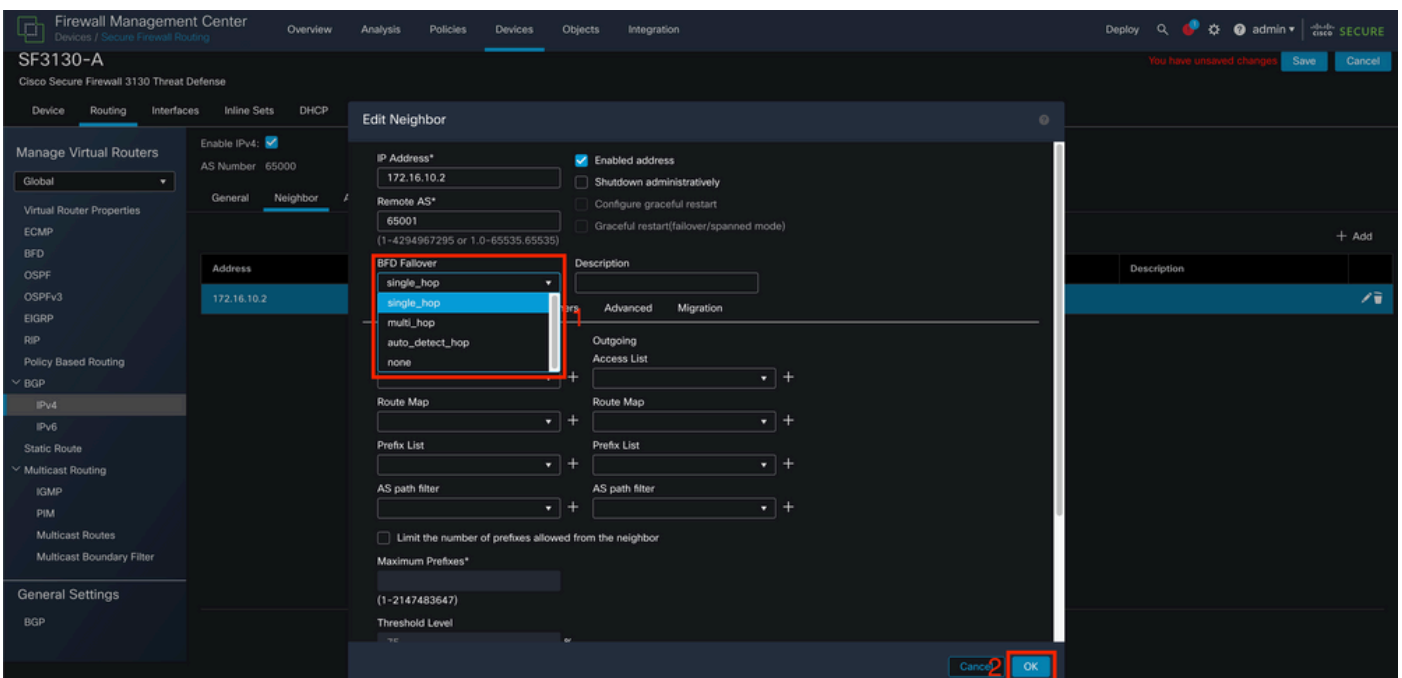 Firewall Management Center
Devices / Secure Firewall Routing
Overview Analysis Policies Devices Objects Integration
Deploy admin SECURE
SF3130-A
Cisco Secure Firewall 3130 Threat Defense
You have unsaved changes Save Cancel
Device Routing Interfaces Inline Sets DHCP
Manage Virtual Routers
Global
Virtual Router Properties
ECMP
BFD
OSPF
OSPFv3
EIGRP
RIP
Policy Based Routing
BGP
IPv4
IPv6
Static Route
Multicast Routing
IGMP
PIM
Multicast Routes
Multicast Boundary Filter
General Settings
BGP
Enable IPv4:
AS Number 65000
General Neighbor
+ Add
Address Description
172.16.10.2
Edit Neighbor
IP Address*
172.16.10.2
Enabled address
Shutdown administratively
Remote AS*
65001
(1-4294967295 or 1.0-65535.65535)
Configure graceful restart
Graceful restart(failover/spanned mode)
BFD Fallover
single_hop
Description
single_hop
multi_hop
auto_detect_hop
none
1
Advanced Migration
Outgoing
Access List
Route Map Route Map
Prefix List Prefix List
AS path filter AS path filter
Limit the number of prefixes allowed from the neighbor
Maximum Prefixes*
(1-2147483647)
Threshold Level
2 OK